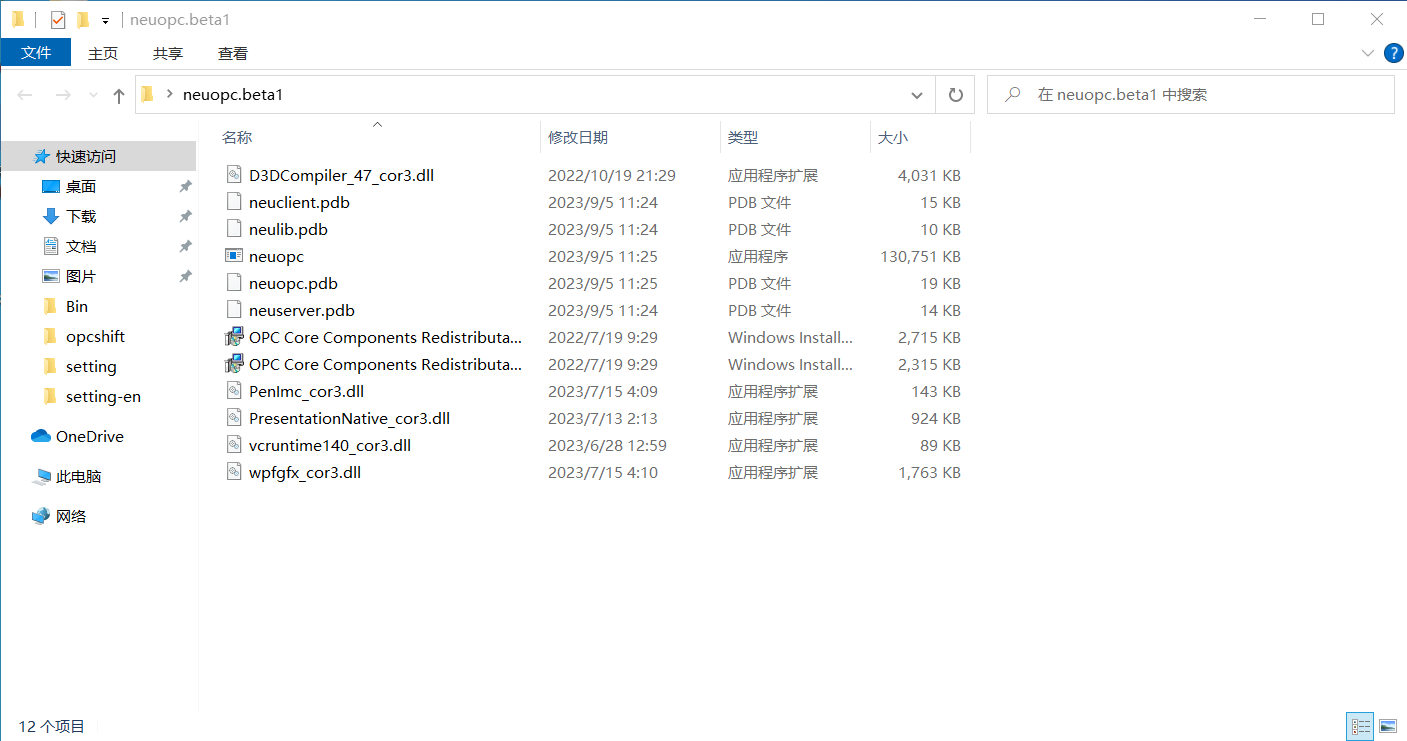 neuopc.beta1
文件 主页 共享 查看
neuopc.beta1 在 neuopc.beta1 中搜索
名称 修改日期 类型 大小
快速访问
桌面
下载
文档
图片
Bin
opcshift
setting
setting-en
OneDrive
此电脑
网络
D3DCompiler_47_cor3.dll 2022/10/19 21:29 应用程序扩展 4,031 KB
neuclient.pdb 2023/9/5 11:24 PDB 文件 15 KB
neulib.pdb 2023/9/5 11:24 PDB 文件 10 KB
neuopc 2023/9/5 11:25 应用程序 130,751 KB
neuopc.pdb 2023/9/5 11:25 PDB 文件 19 KB
neuserver.pdb 2023/9/5 11:24 PDB 文件 14 KB
OPC Core Components Redistributa... 2022/7/19 9:29 Windows Install... 2,715 KB
OPC Core Components Redistributa... 2022/7/19 9:29 Windows Install... 2,315 KB
PenImc_cor3.dll 2023/7/15 4:09 应用程序扩展 143 KB
PresentationNative_cor3.dll 2023/7/13 2:13 应用程序扩展 924 KB
vcruntime140_cor3.dll 2023/6/28 12:59 应用程序扩展 89 KB
wpfgfx_cor3.dll 2023/7/15 4:10 应用程序扩展 1,763 KB
12 个项目